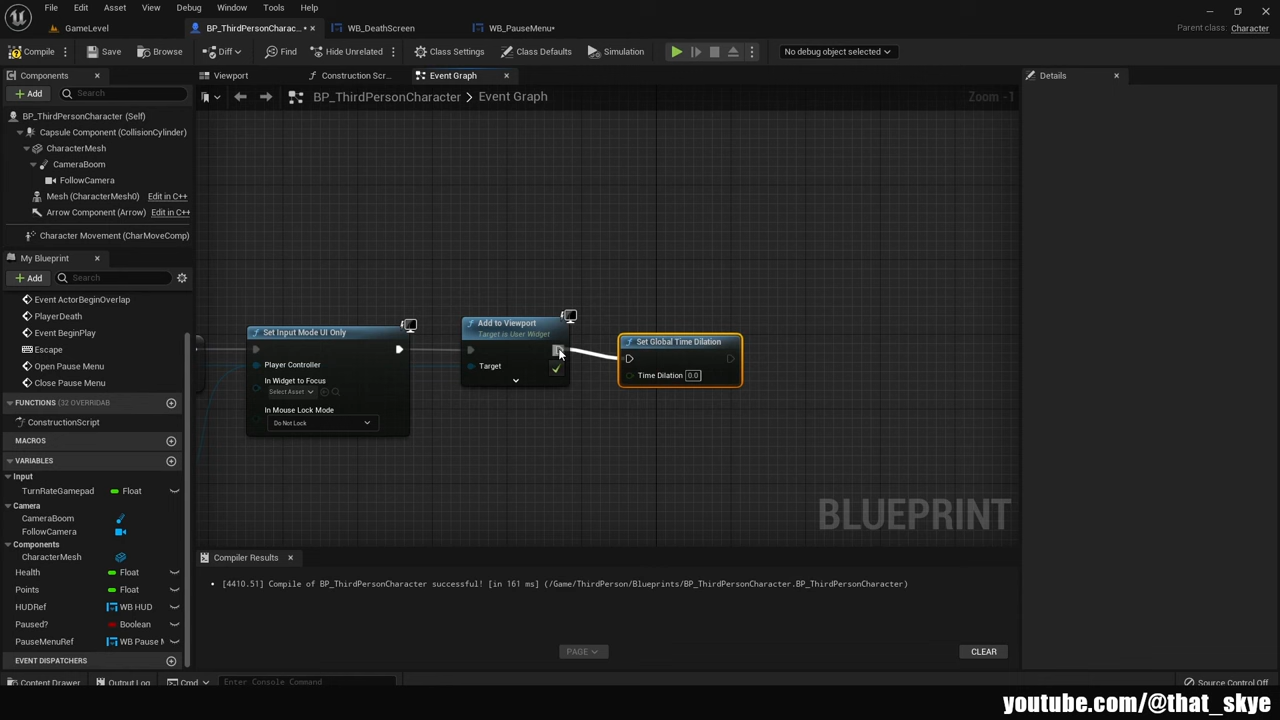 File Edit Asset View Debug Window Tools Help
GameLevel
BP_ThirdPersonCharac...•
WB_DeathScreen
WB_PauseMenu•
Parent class: Character
Compile
Save
Browse
Diff
Find
Hide Unrelated
Class Settings
Class Defaults
Simulation
No debug object selected
Components
Viewport
Construction Scr...
Event Graph
Details
Add
Search
BP_ThirdPersonCharacter > Event Graph
Zoom -1
BP_ThirdPersonCharacter (Self)
Capsule Component (CollisionCylinder)
CharacterMesh
CameraBoom
FollowCamera
Mesh (CharacterMesh0) Edit in C++
Arrow Component (Arrow) Edit in C++
Character Movement (CharMoveComp)
My Blueprint
Add
Search
Event ActorBeginOverlap
PlayerDeath
Event BeginPlay
Escape
Open Pause Menu
Close Pause Menu
FUNCTIONS (32 OVERRIDAB
ConstructionScript
MACROS
VARIABLES
Input
TurnRateGamepad Float
Camera
CameraBoom
FollowCamera
Components
CharacterMesh
Health Float
Points Float
HUDRef WB HUD
Paused? Boolean
PauseMenuRef WB Pause M
EVENT DISPATCHERS
Set Input Mode UI Only
Player Controller
In Widget to Focus
Select Asset
In Mouse Lock Mode
Do Not Lock
Add to Viewport
Target is User Widget
Target
Set Global Time Dilation
Time Dilation 0.0
BLUEPRINT
Compiler Results
[4410.51] Compile of BP_ThirdPersonCharacter successful! [in 161 ms] (/Game/ThirdPerson/Blueprints/BP_ThirdPersonCharacter.BP_ThirdPersonCharacter)
PAGE
CLEAR
Content Drawer
Output Log
Cmd
Enter Console Command
Source Control Off
youtube.com/@that_skye